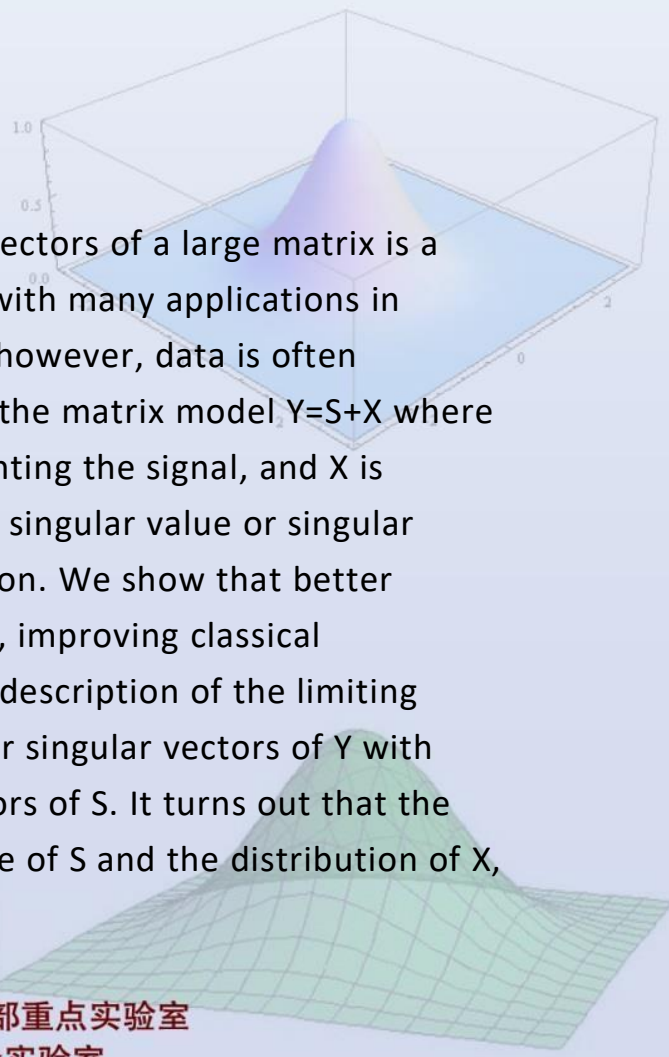 1.0
0.5
ectors of a large matrix is a
0.0
with many applications in
2
however, data is often
0
the matrix model Y=S+X where
2
nting the signal, and X is
singular value or singular
on. We show that better
, improving classical
description of the limiting
r singular vectors of Y with
ors of S. It turns out that the
e of S and the distribution of X,
部重点实验室
实验室